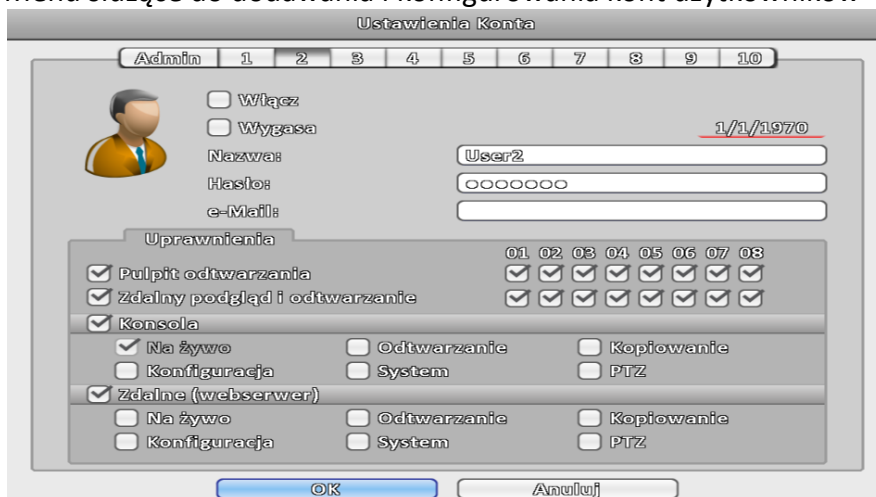 menu służące do dodawania i konfigurowania kont użytkowników
Ustawienia Konta
Admin 1 2 3 4 5 6 7 8 9 10
Włącz
Wygasa 1/1/1970
Nazwa: User2
Hasło: ooooooo
e-Mail:
Uprawnienia
01 02 03 04 05 06 07 08
Pulpit odtwarzania
Zdalny podgląd i odtwarzanie
Konsola
Na żywo Odtwarzanie Kopiowanie
Konfiguracja System PTZ
Zdalne (webserwer)
Na żywo Odtwarzanie Kopiowanie
Konfiguracja System PTZ
OK Anuluj